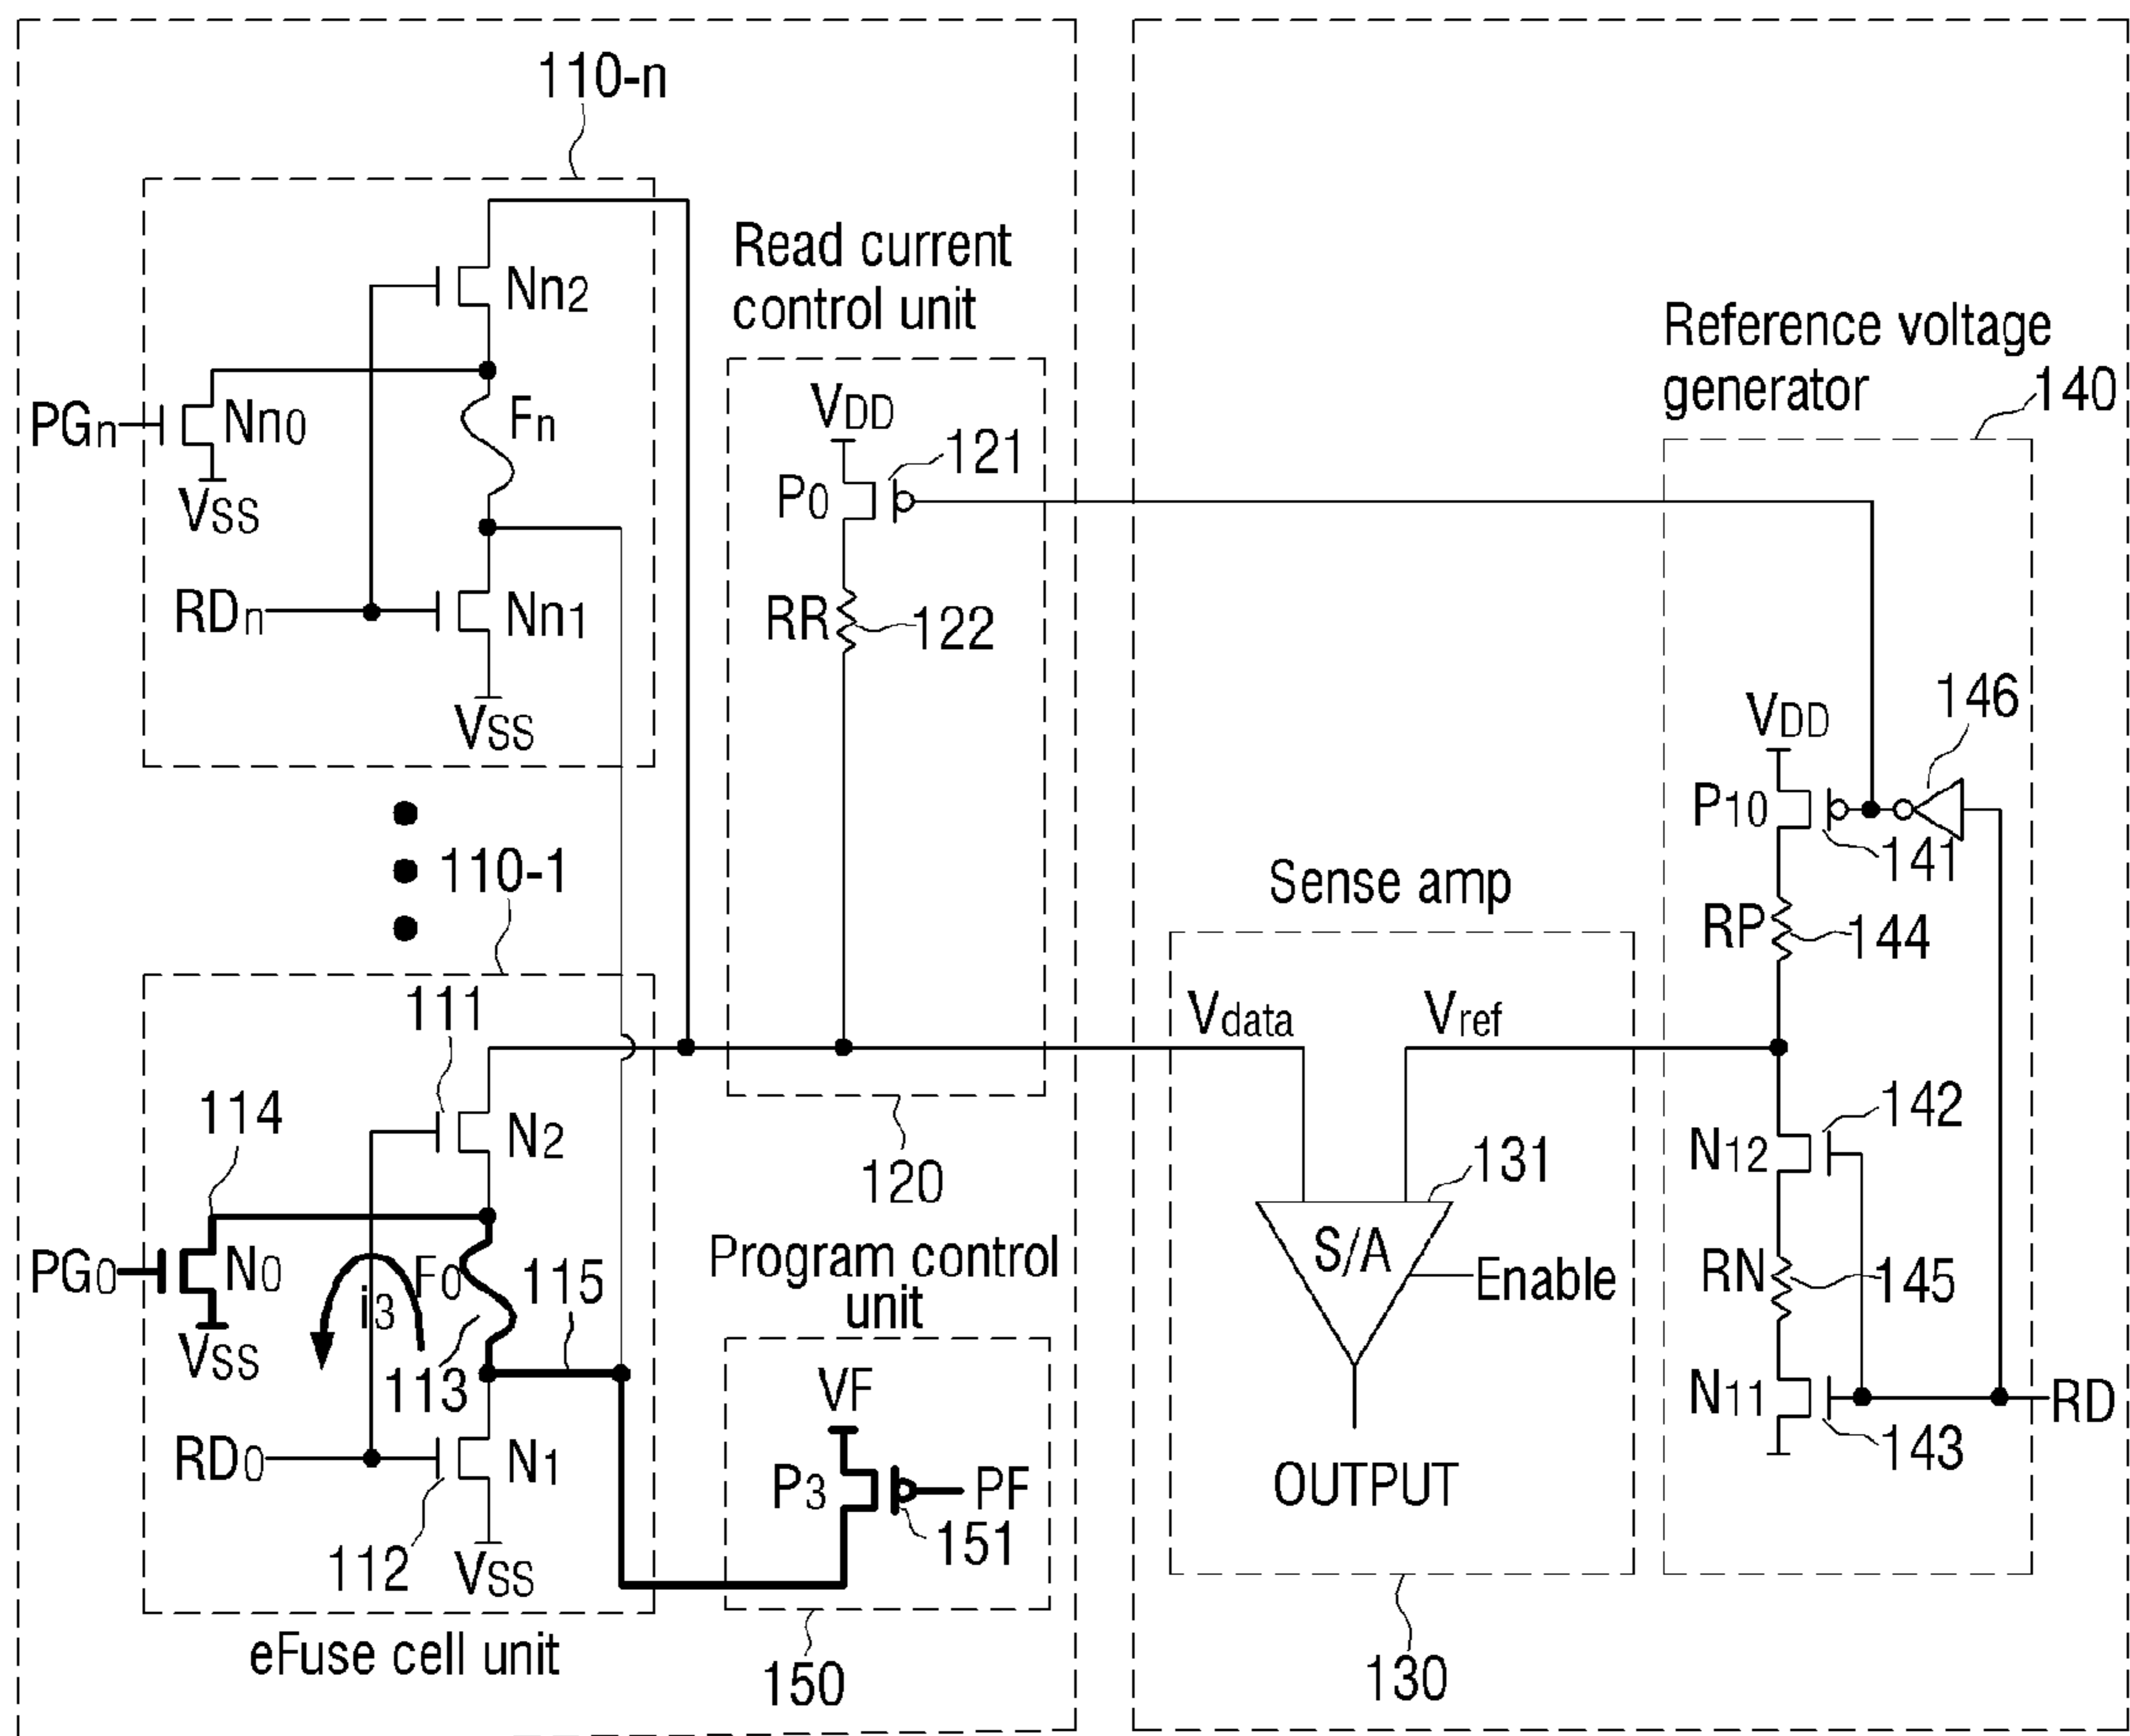 110-n
Nn2
PGn
Nn0
Fn
VSS
RDn
Nn1
VSS
Read current
control unit
VDD
P0
121
RR
122
Reference voltage
generator
140
VDD
146
P10
141
RP
144
110-1
111
114
N2
PG0
N0
i3
F0
115
VSS
113
RD0
N1
112
VSS
eFuse cell unit
120
Program control
unit
VF
P3
PF
151
150
Sense amp
Vdata
Vref
131
S/A
Enable
OUTPUT
130
142
N12
RN
145
N11
RD
143